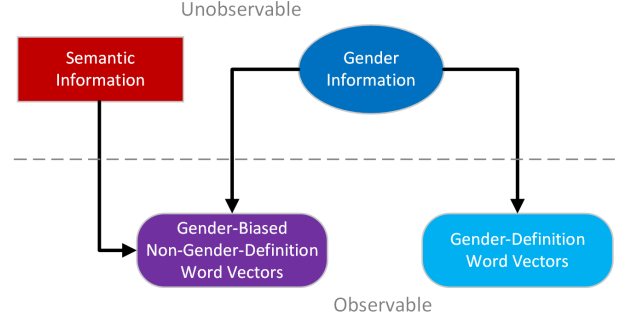 Unobservable
Semantic
Information
Gender
Information
Gender-Biased
Non-Gender-Definition
Word Vectors
Gender-Definition
Word Vectors
Observable